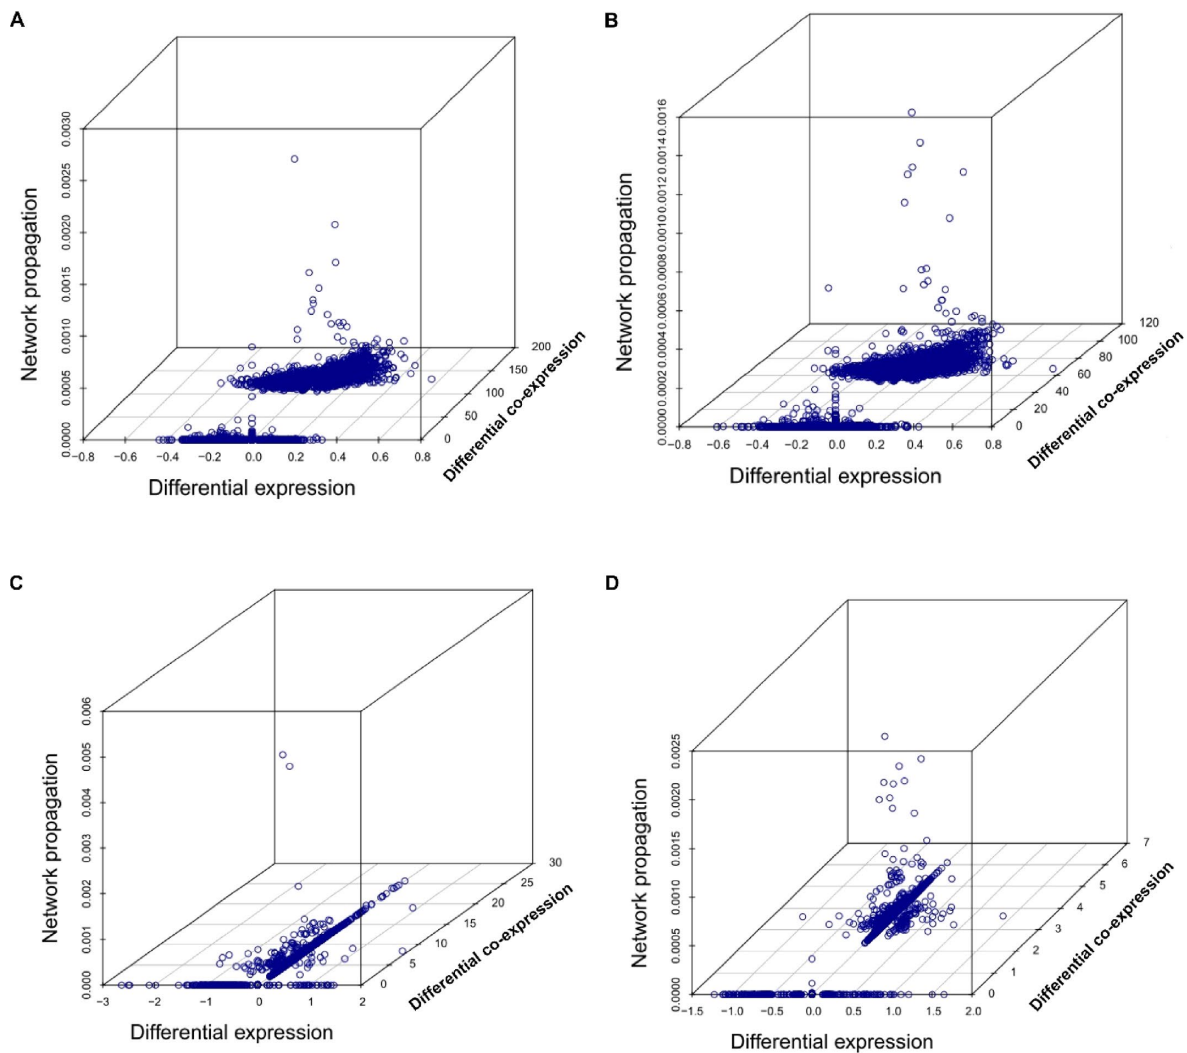 A
Network propagation
0.0000 0.0005 0.0010 0.0015 0.0020 0.0025 0.0030
−0.8 −0.6 −0.4 −0.2 0.0 0.2 0.4 0.6 0.8
Differential expression
0 50 100 150 200
Differential co-expression
B
Network propagation
0.0000 0.0002 0.0004 0.0006 0.0008 0.0010 0.0012 0.0014 0.0016
−0.8 −0.6 −0.4 −0.2 0.0 0.2 0.4 0.6 0.8
Differential expression
0 20 40 60 80 100 120
Differential co-expression
C
Network propagation
0.000 0.001 0.002 0.003 0.004 0.005 0.006
−3 −2 −1 0 1 2
Differential expression
0 5 10 15 20 25 30
Differential co-expression
D
Network propagation
0.0000 0.0005 0.0010 0.0015 0.0020 0.0025
−1.5 −1.0 −0.5 0.0 0.5 1.0 1.5 2.0
Differential expression
0 1 2 3 4 5 6 7
Differential co-expression